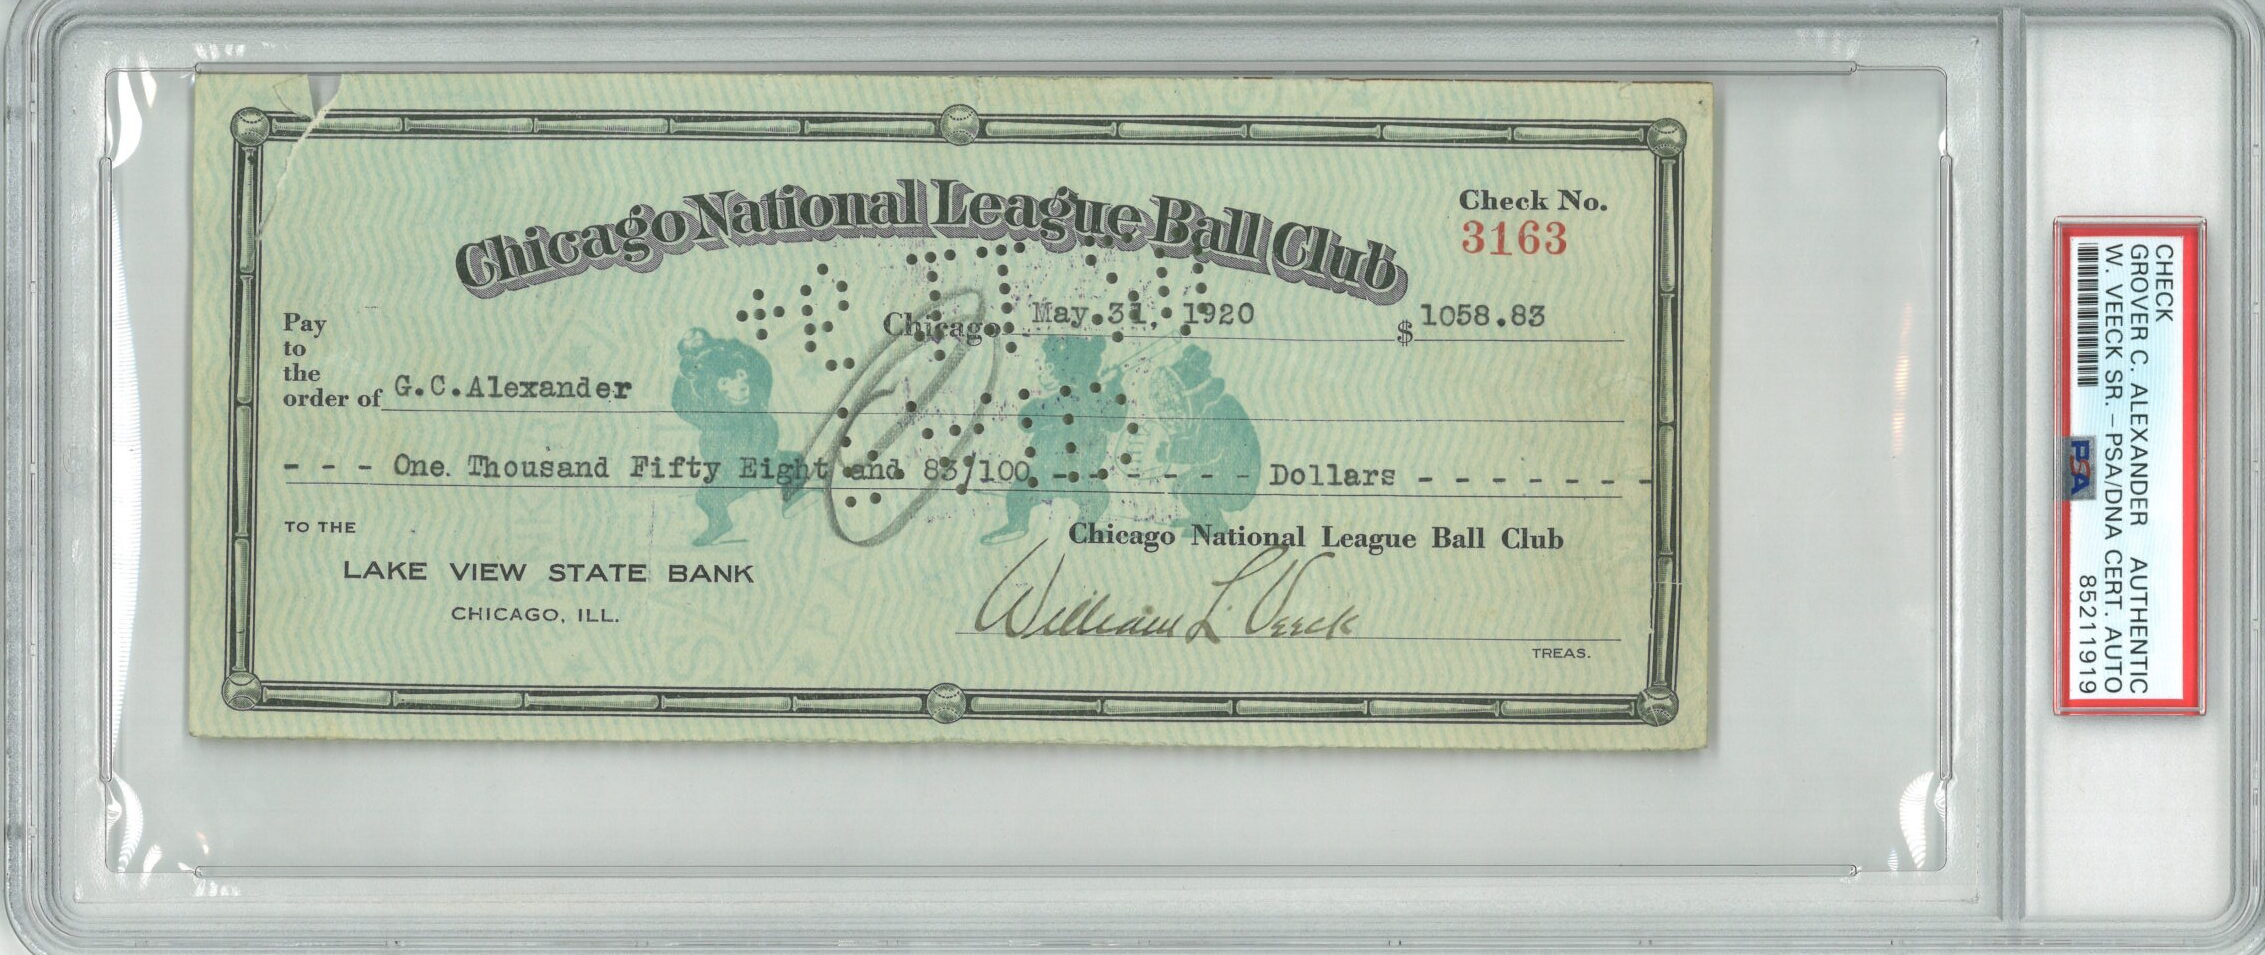 Chicago National League Ball Club
Check No.
3163
Chicago May 31, 1920 $ 1058.83
Pay
to
the
order of G.C.Alexander
- - - One Thousand Fifty Eight and 83/100 - - - - - - - Dollars - - - - - - -
TO THE
LAKE VIEW STATE BANK
CHICAGO, ILL.
Chicago National League Ball Club
William L. Veeck
TREAS.
CHECK
GROVER C. ALEXANDER AUTHENTIC
W. VEECK SR.-PSA/DNA CERT. AUTO
PSA
85211919